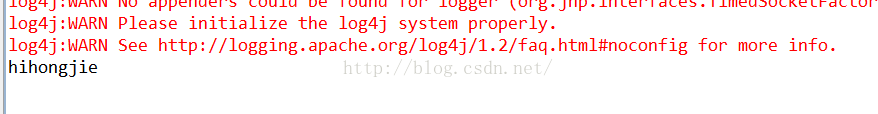 log4j:WARN No appenders could be found for logger (org.jnp.interfaces.TimedSocketFactor
log4j:WARN Please initialize the log4j system properly.
log4j:WARN See http://logging.apache.org/log4j/1.2/faq.html#noconfig for more info.
hihongjie
http://blog.csdn.net/